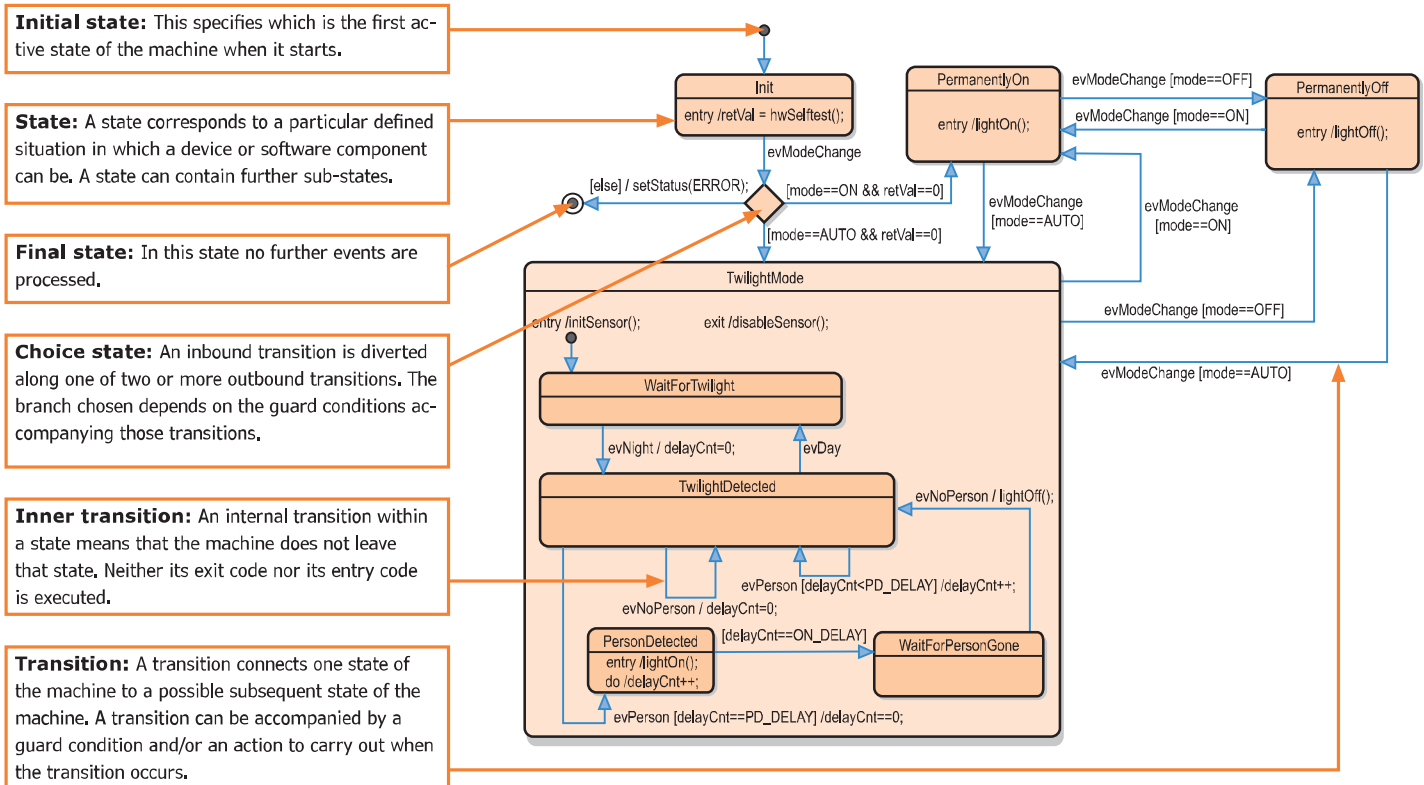 Initial state: This specifies which is the first ac-
tive state of the machine when it starts.
State: A state corresponds to a particular defined
situation in which a device or software component
can be. A state can contain further sub-states.
Final state: In this state no further events are
processed.
Choice state: An inbound transition is diverted
along one of two or more outbound transitions. The
branch chosen depends on the guard conditions ac-
companying those transitions.
Inner transition: An internal transition within
a state means that the machine does not leave
that state. Neither its exit code nor its entry code
is executed.
Transition: A transition connects one state of
the machine to a possible subsequent state of the
machine. A transition can be accompanied by a
guard condition and/or an action to carry out when
the transition occurs.
Init
entry /retVal = hwSelftest();
evModeChange
[else] / setStatus(ERROR);
[mode==ON && retVal==0]
[mode==AUTO && retVal==0]
PermanentlyOn
entry /lightOn();
evModeChange [mode==OFF]
evModeChange [mode==ON]
PermanentlyOff
entry /lightOff();
evModeChange
[mode==AUTO]
evModeChange
[mode==ON]
evModeChange [mode==OFF]
evModeChange [mode==AUTO]
TwilightMode
entry /initSensor();
exit /disableSensor();
WaitForTwilight
evNight / delayCnt=0;
evDay
TwilightDetected
evNoPerson / lightOff();
evPerson [delayCnt<PD_DELAY] /delayCnt++;
evNoPerson / delayCnt=0;
PersonDetected
entry /lightOn();
do /delayCnt++;
[delayCnt==ON_DELAY]
WaitForPersonGone
evPerson [delayCnt==PD_DELAY] /delayCnt==0;